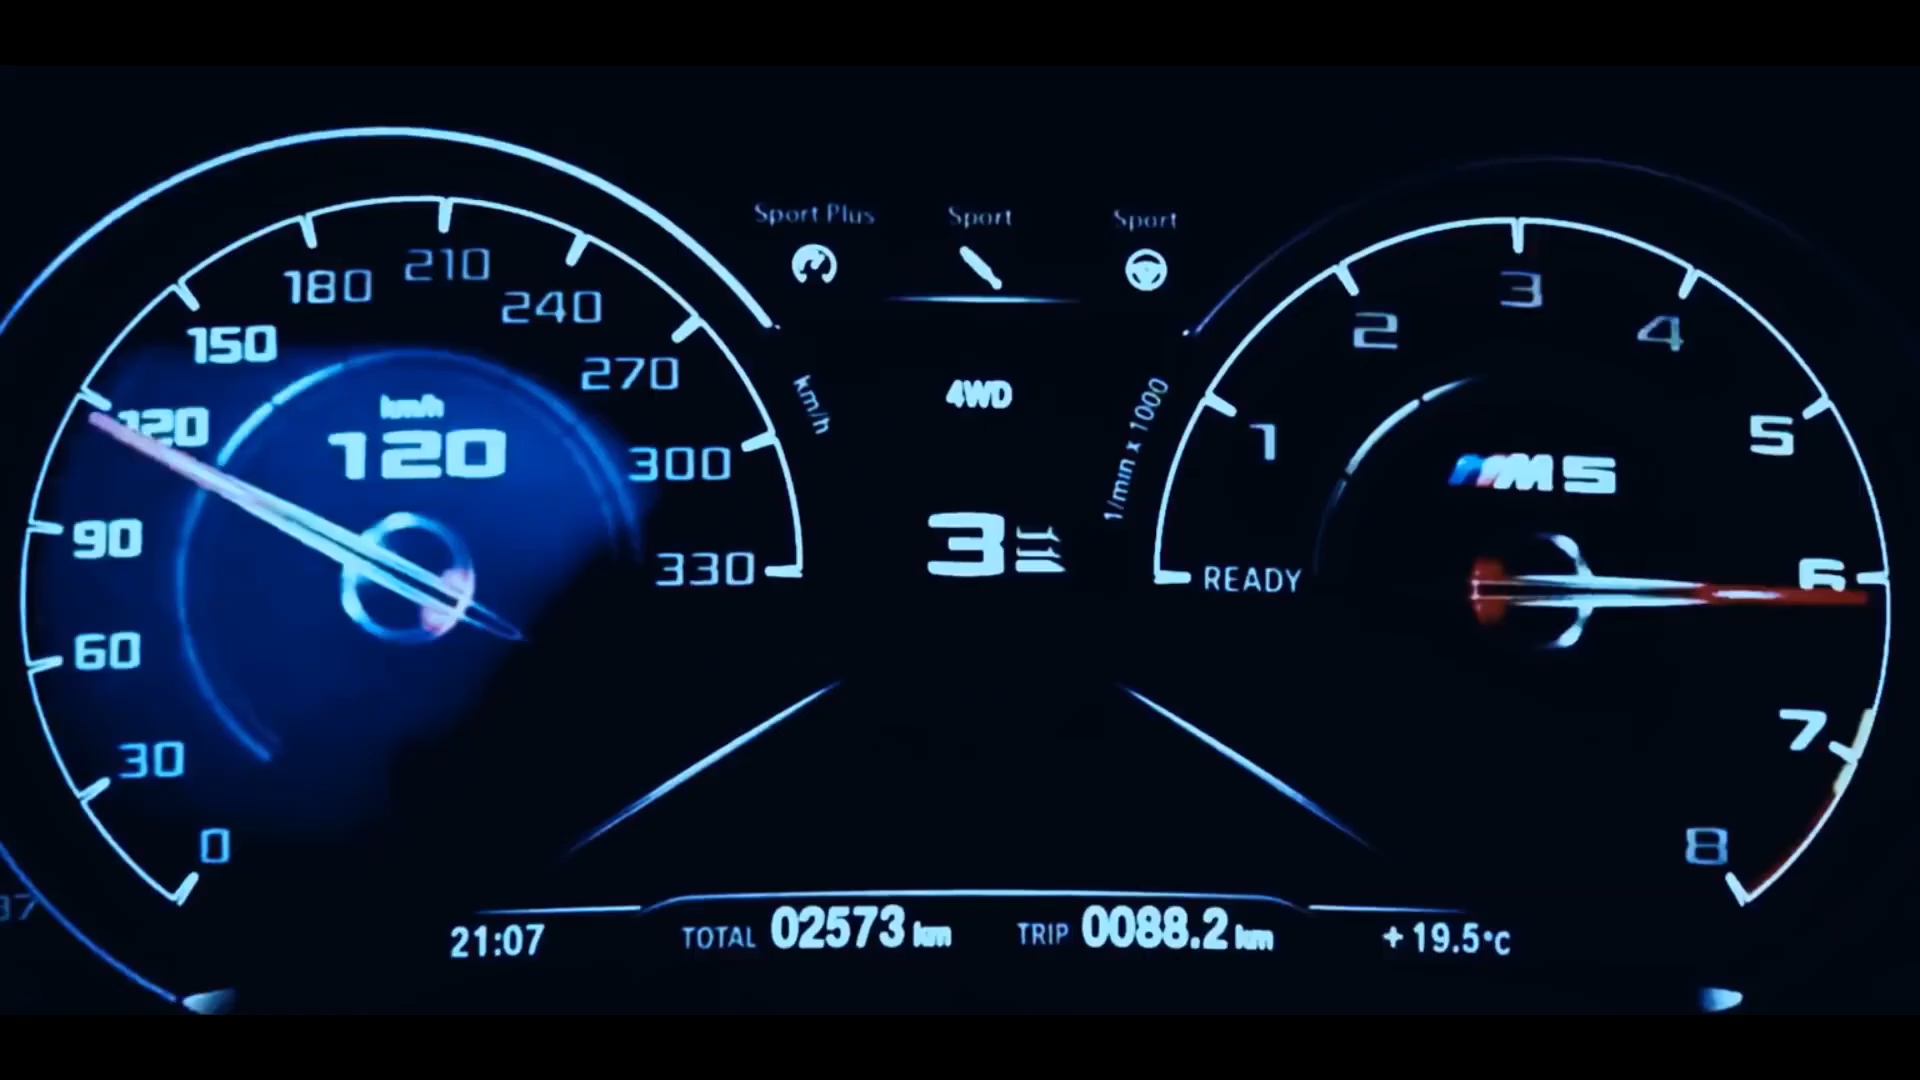 Sport Plus
Sport
Sport
0
30
60
90
120
150
180
210
240
270
300
330
km/h
km/h
120
4WD
3
1/min x 1000
READY
1
2
3
4
5
6
7
8
M5
21:07
TOTAL 02573 km
TRIP 0088.2 km
+19.5°C